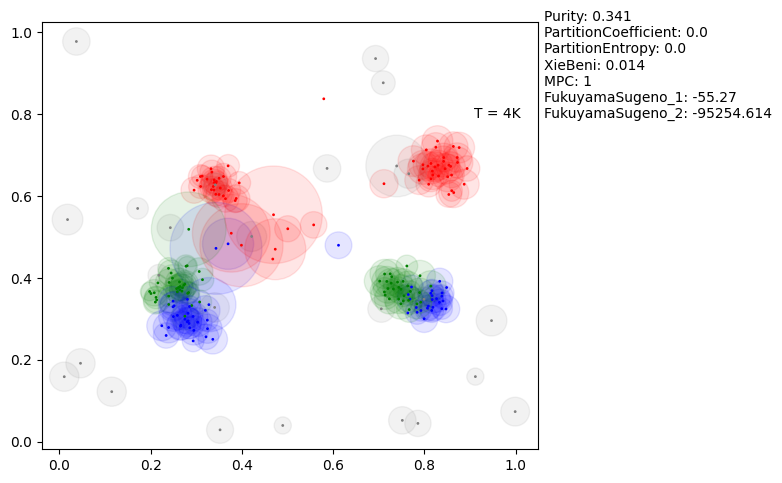 Purity: 0.341
PartitionCoefficient: 0.0
PartitionEntropy: 0.0
XieBeni: 0.014
MPC: 1
FukuyamaSugeno_1: -55.27
FukuyamaSugeno_2: -95254.614
T = 4K
1.0
0.8
0.6
0.4
0.2
0.0
0.0 0.2 0.4 0.6 0.8 1.0